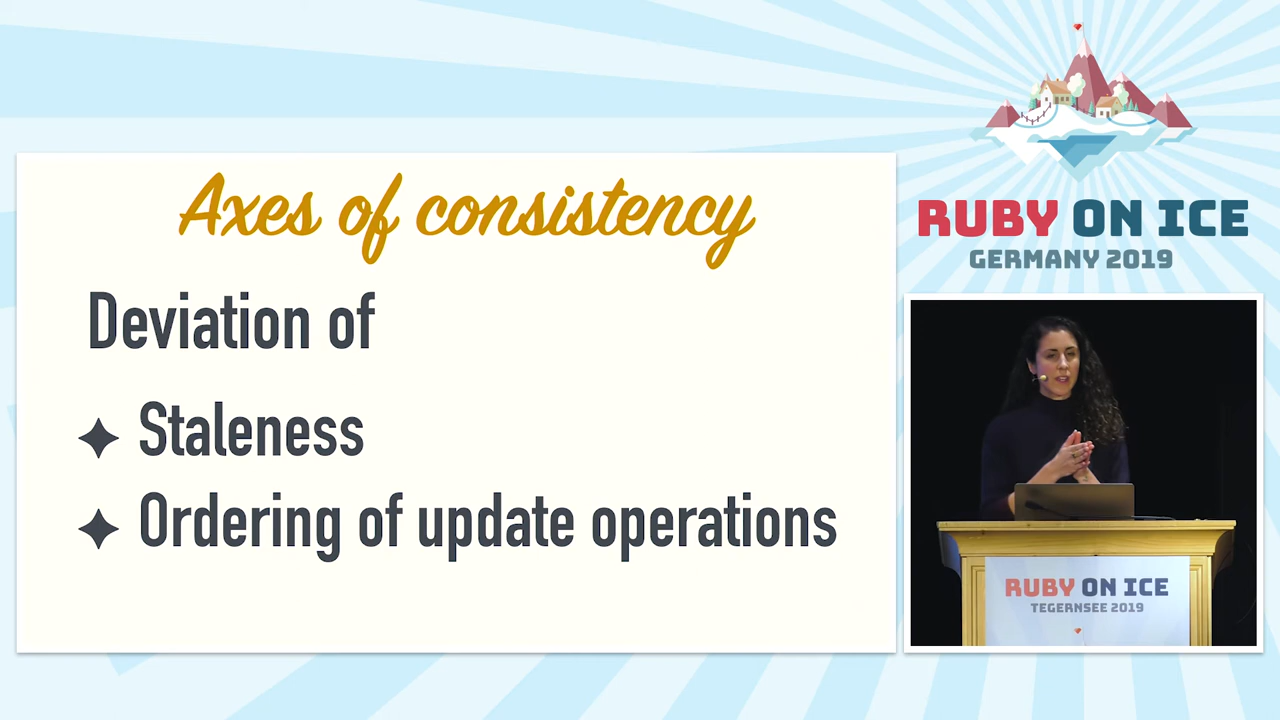 Axes of consistency
Deviation of
Staleness
Ordering of update operations
RUBY ON ICE
GERMANY 2019
RUBY ON ICE
TEGERNSEE 2019